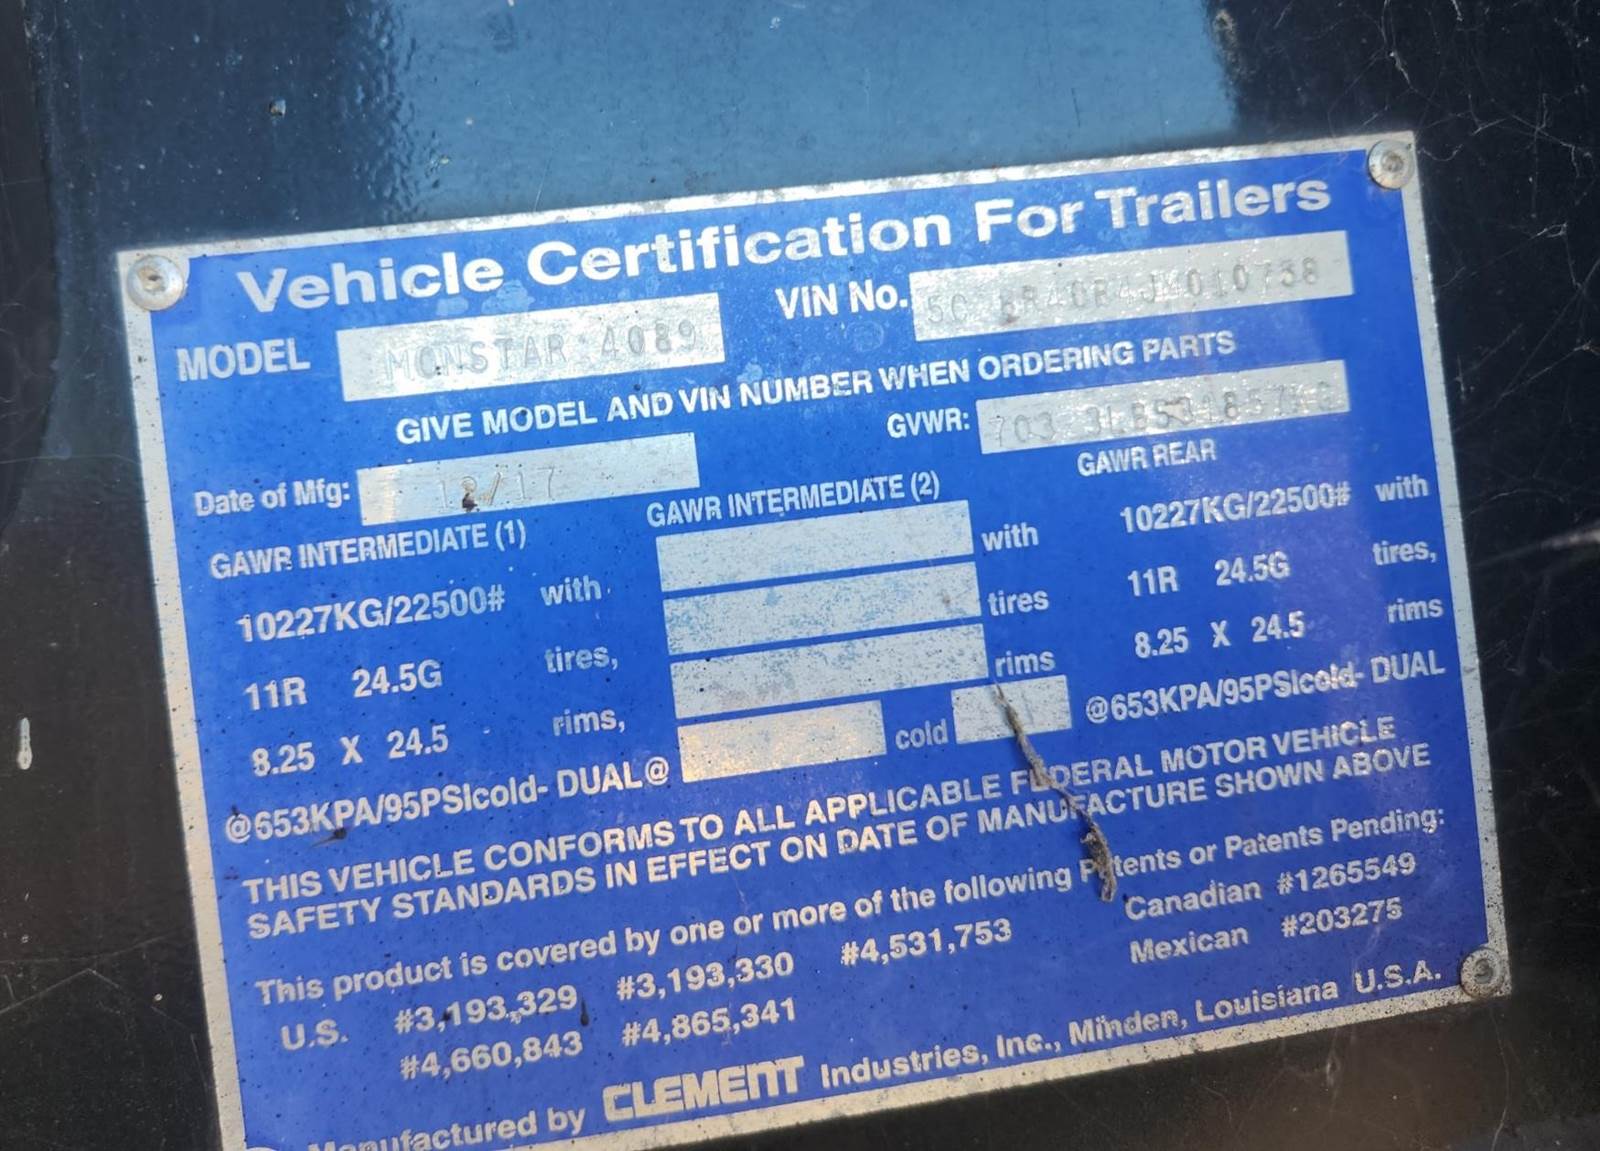 Vehicle Certification For Trailers
MODEL MONSTAR 4089 VIN No.
GIVE MODEL AND VIN NUMBER WHEN ORDERING PARTS
Date of Mfg: GVWR:
GAWR INTERMEDIATE (1) GAWR INTERMEDIATE (2) GAWR REAR
10227KG/22500# with with 10227KG/22500# with
11R 24.5G tires, tires 11R 24.5G tires,
8.25 X 24.5 rims, rims 8.25 X 24.5 rims
@653KPA/95PSIcold- DUAL@ cold @653KPA/95PSIcold- DUAL
THIS VEHICLE CONFORMS TO ALL APPLICABLE FEDERAL MOTOR VEHICLE
SAFETY STANDARDS IN EFFECT ON DATE OF MANUFACTURE SHOWN ABOVE
This product is covered by one or more of the following Patents or Patents Pending:
U.S. #3,193,329 #3,193,330 #4,531,753 Canadian #1265549
#4,660,843 #4,865,341 Mexican #203275
Manufactured by CLEMENT Industries, Inc., Minden, Louisiana U.S.A.